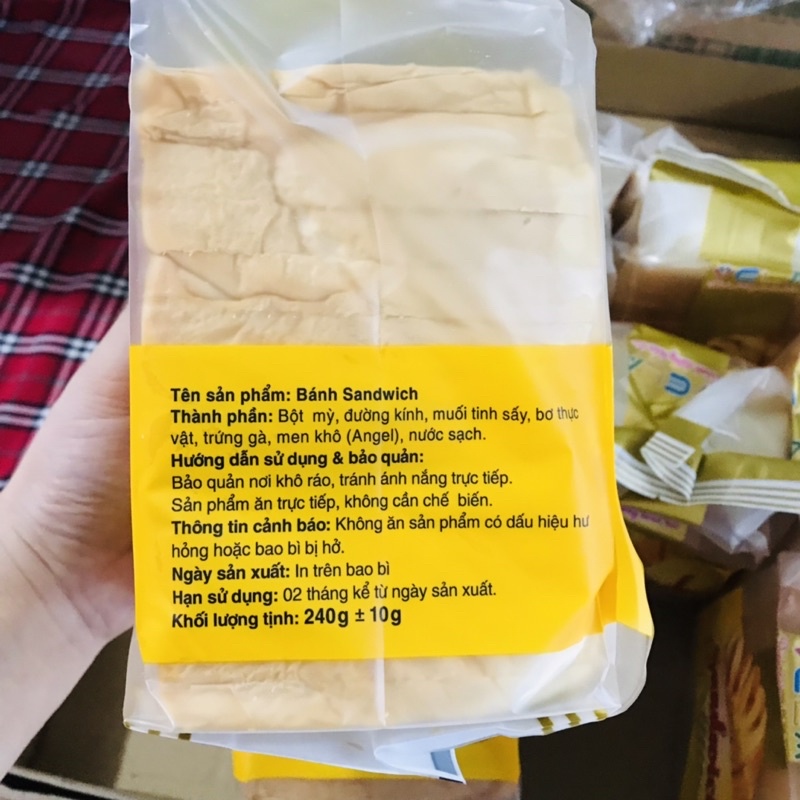 Tên sản phẩm: Bánh Sandwich
Thành phần: Bột mỳ, đường kính, muối tinh sấy, bơ thực
vật, trứng gà, men khô (Angel), nước sạch.
Hướng dẫn sử dụng & bảo quản:
Bảo quản nơi khô ráo, tránh ánh nắng trực tiếp.
Sản phẩm ăn trực tiếp, không cần chế biến.
Thông tin cảnh báo: Không ăn sản phẩm có dấu hiệu hư
hỏng hoặc bao bì bị hở.
Ngày sản xuất: In trên bao bì
Hạn sử dụng: 02 tháng kể từ ngày sản xuất.
Khối lượng tịnh: 240g ± 10g